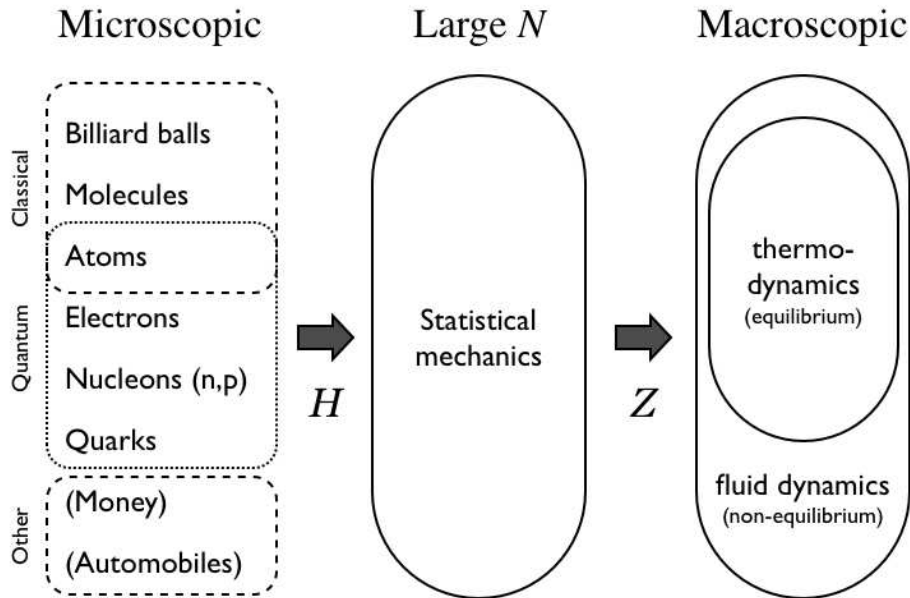 Microscopic
Large N
Macroscopic
Classical
Billiard balls
Molecules
Atoms
Quantum
Electrons
Nucleons (n,p)
Quarks
Other
(Money)
(Automobiles)
H
Statistical
mechanics
Z
thermo-
dynamics
(equilibrium)
fluid dynamics
(non-equilibrium)